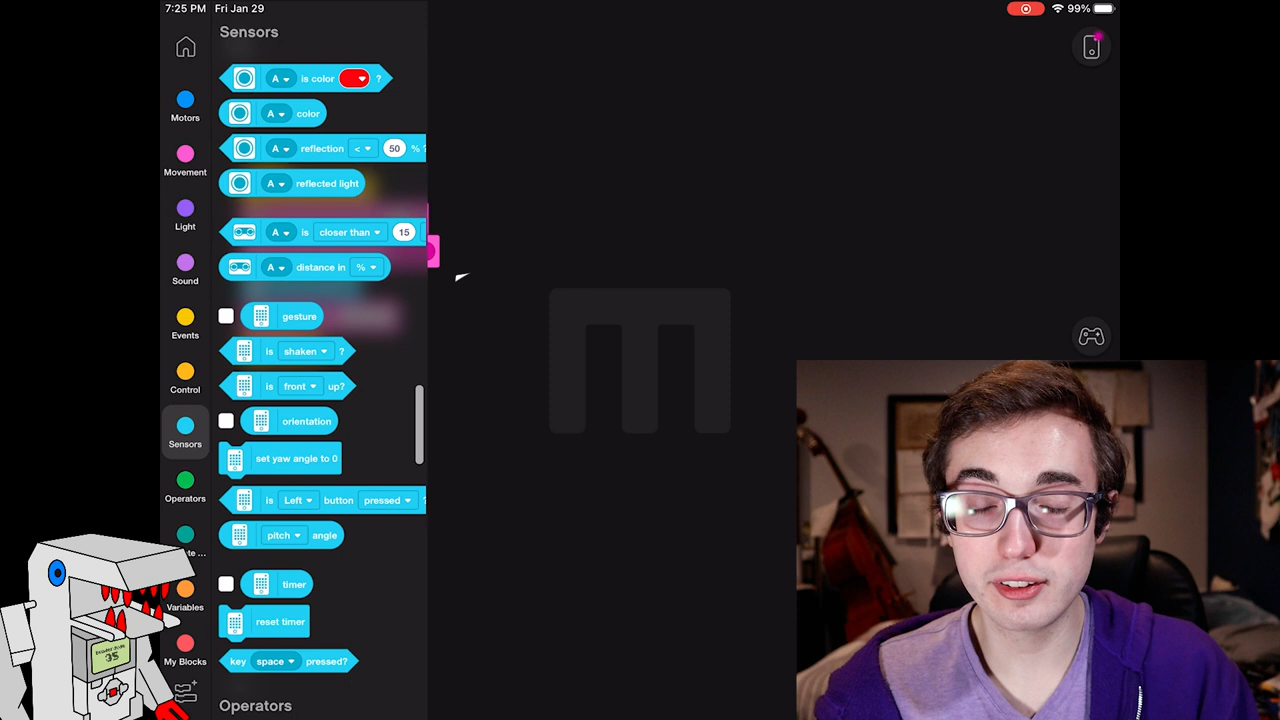 7:25 PM Fri Jan 29
99%
Sensors
A is color ?
A color
A reflection < 50 % ?
A reflected light
A is closer than 15
A distance in %
gesture
is shaken ?
is front up?
orientation
set yaw angle to 0
is Left button pressed ?
pitch angle
timer
reset timer
key space pressed?
Operators
Motors
Movement
Light
Sound
Events
Control
Sensors
Operators
Variables
My Blocks
35